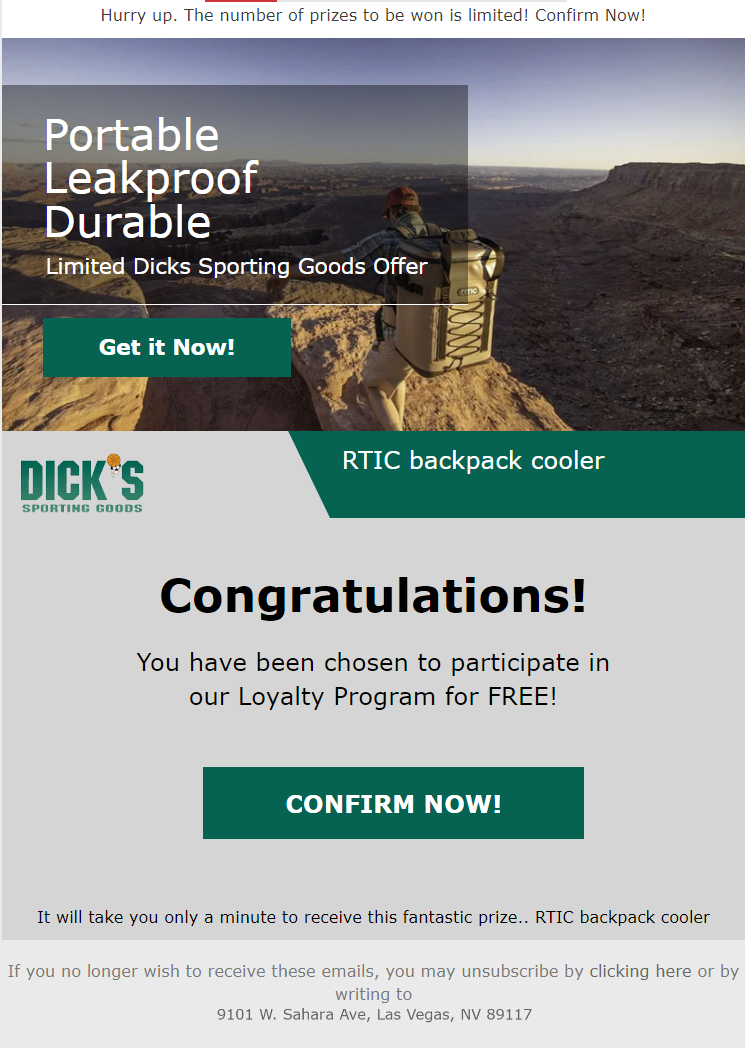 Hurry up. The number of prizes to be won is limited! Confirm Now!
Portable
Leakproof
Durable
Limited Dicks Sporting Goods Offer
RTIC
Get it Now!
DICK'S
SPORTING GOODS
RTIC backpack cooler
Congratulations!
You have been chosen to participate in
our Loyalty Program for FREE!
CONFIRM NOW!
It will take you only a minute to receive this fantastic prize.. RTIC backpack cooler
If you no longer wish to receive these emails, you may unsubscribe by clicking here or by
writing to
9101 W. Sahara Ave, Las Vegas, NV 89117